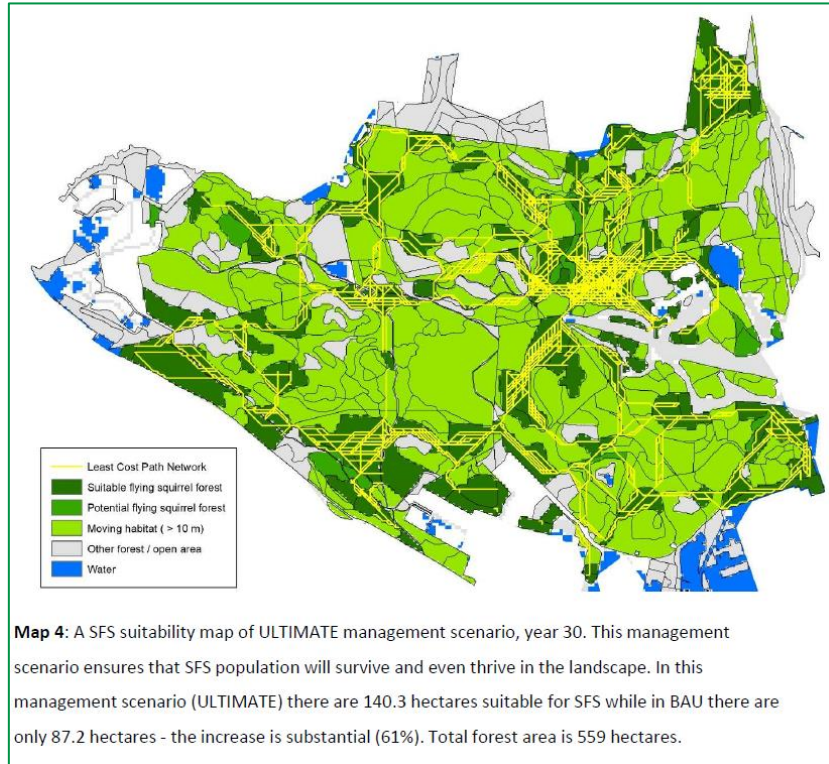 Least Cost Path Network
Suitable flying squirrel forest
Potential flying squirrel forest
Moving habitat ( > 10 m)
Other forest / open area
Water
Map 4: A SFS suitability map of ULTIMATE management scenario, year 30. This management
scenario ensures that SFS population will survive and even thrive in the landscape. In this
management scenario (ULTIMATE) there are 140.3 hectares suitable for SFS while in BAU there are
only 87.2 hectares - the increase is substantial (61%). Total forest area is 559 hectares.